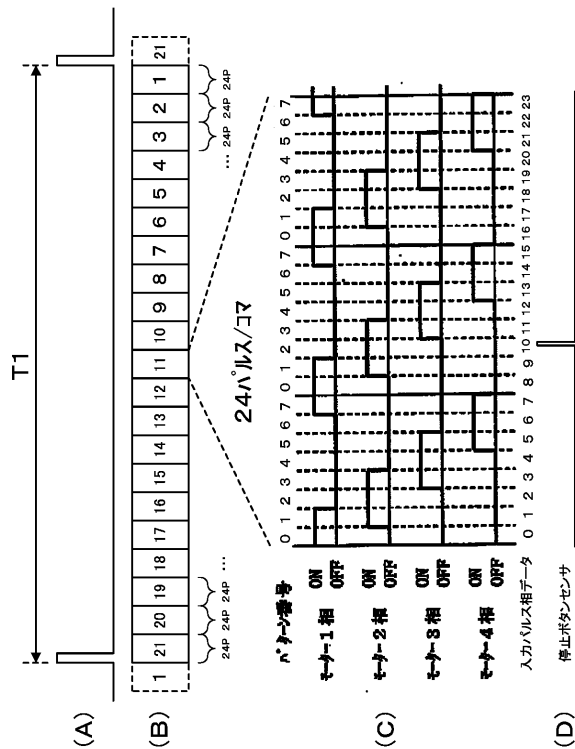 T1
(A)
(B)
1 21 20 19 18 17 16 15 14 13 12 11 10 9 8 7 6 5 4 3 2 1 21
24P 24P 24P ... ... 24P 24P 24P
24パルス/コマ
(C)
ﾊﾟﾀｰﾝ番号 0 1 2 3 4 5 6 7 0 1 2 3 4 5 6 7 0 1 2 3 4 5 6 7
ﾓｰﾀｰ1相 ON
OFF
ﾓｰﾀｰ2相 ON
OFF
ﾓｰﾀｰ3相 ON
OFF
ﾓｰﾀｰ4相 ON
OFF
入力パルス相データ 0 1 2 3 4 5 6 7 8 9 10 11 12 13 14 15 16 17 18 19 20 21 22 23
(D) 停止ボタンセンサ